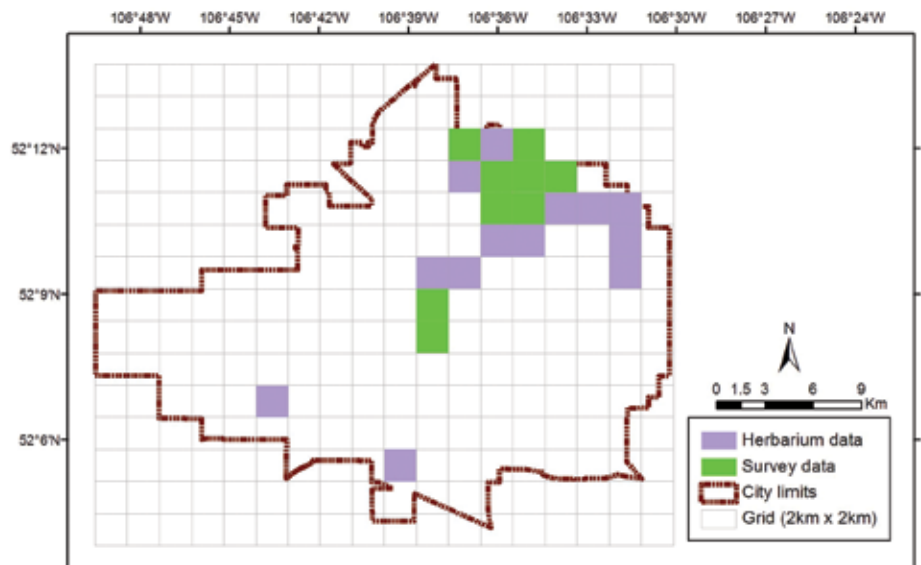 106°48'W 106°45'W 106°42'W 106°39'W 106°36'W 106°33'W 106°30'W 106°27'W 106°24'W
52°12'N
52°9'N
52°6'N
N
0 1.5 3 6 9
Km
Herbarium data
Survey data
City limits
Grid (2km x 2km)